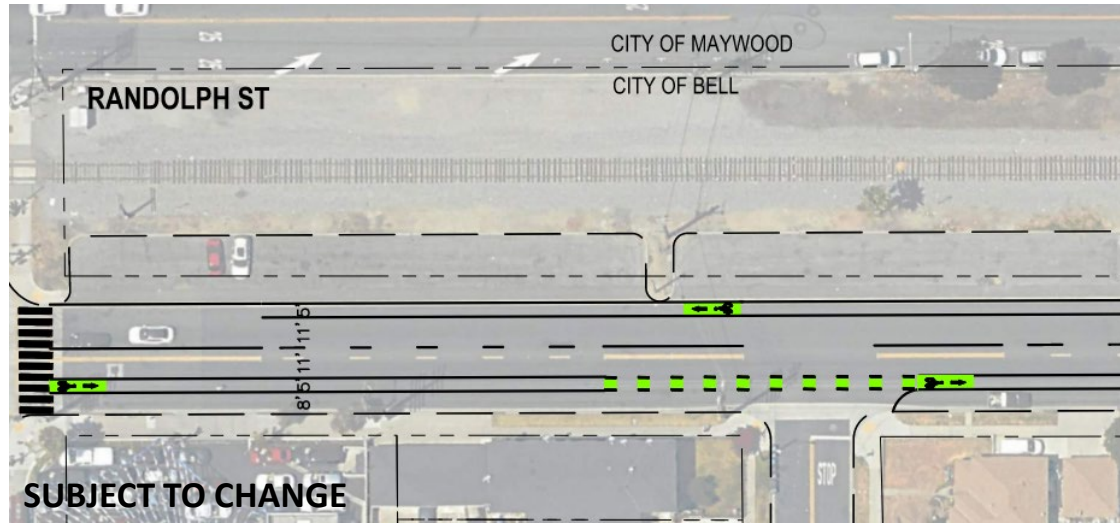 CITY OF MAYWOOD
CITY OF BELL
RANDOLPH ST
8' 5' 11' 11' 5'
STOP
SUBJECT TO CHANGE